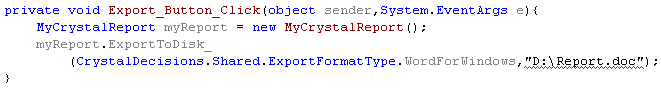 private void Export_Button_Click(object sender,System.EventArgs e){
MyCrystalReport myReport = new MyCrystalReport();
myReport.ExportToDisk_
(CrystalDecisions.Shared.ExportFormatType.WordForWindows,"D:\Report.doc");
}